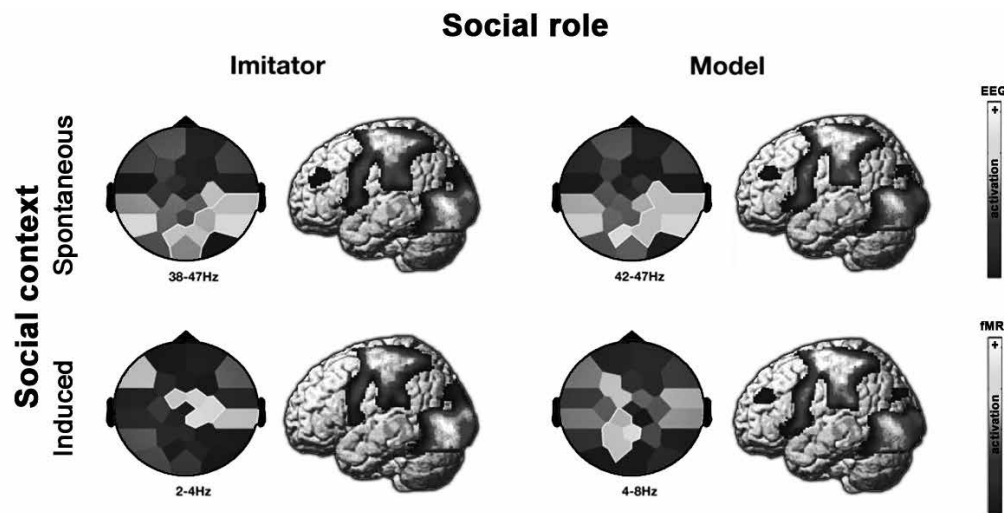 Social role
Imitator
Model
Social context
Spontaneous
Induced
38-47Hz
42-47Hz
2-4Hz
4-8Hz
EEG
+
activation
fMR
+
activation